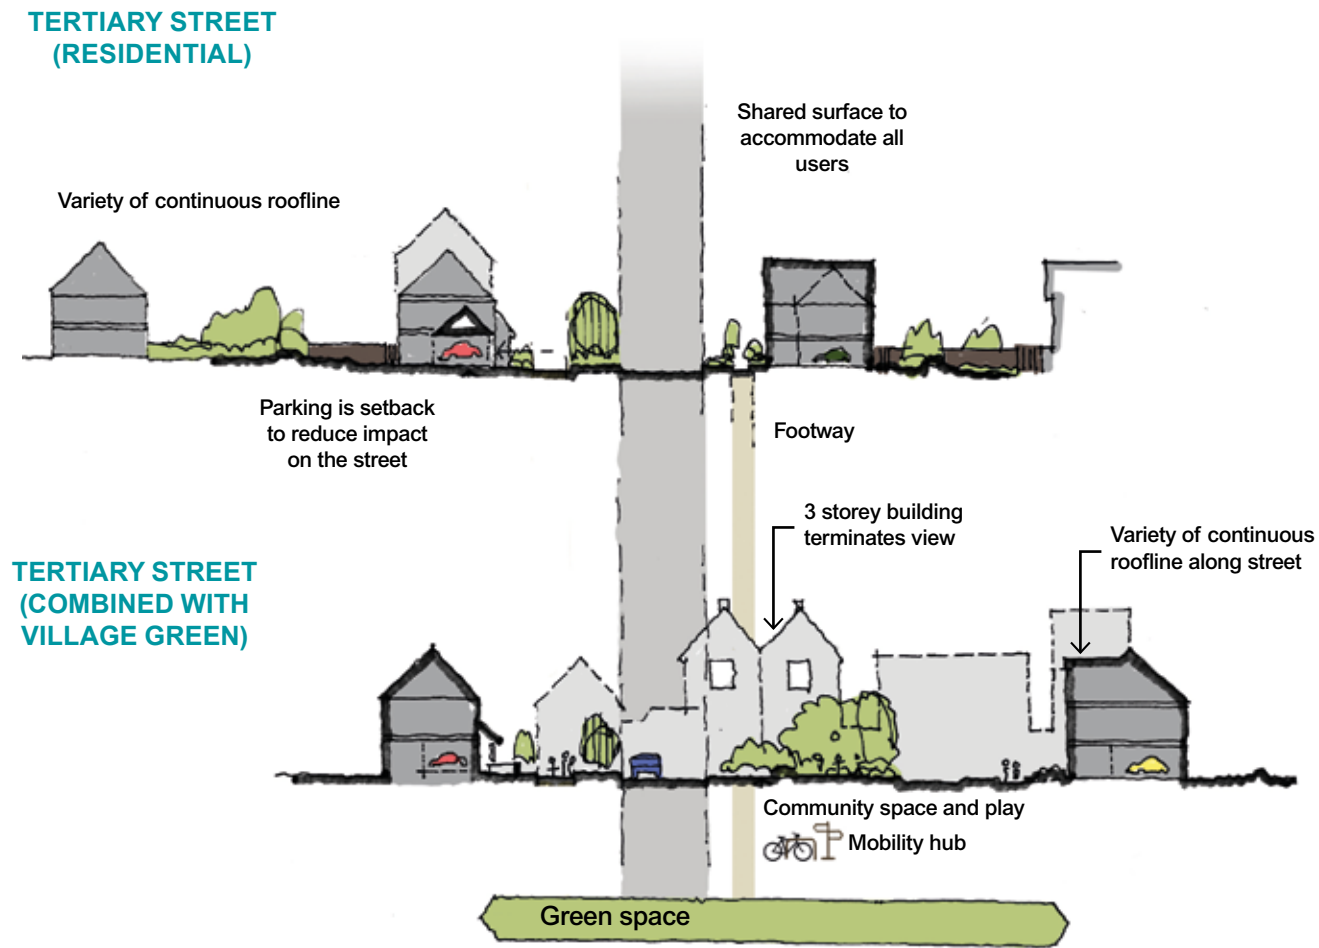 TERTIARY STREET
(RESIDENTIAL)
Shared surface to
accommodate all
users
Variety of continuous roofline
Parking is setback
to reduce impact
on the street
Footway
3 storey building
terminates view
Variety of continuous
roofline along street
TERTIARY STREET
(COMBINED WITH
VILLAGE GREEN)
Community space and play
Mobility hub
Green space